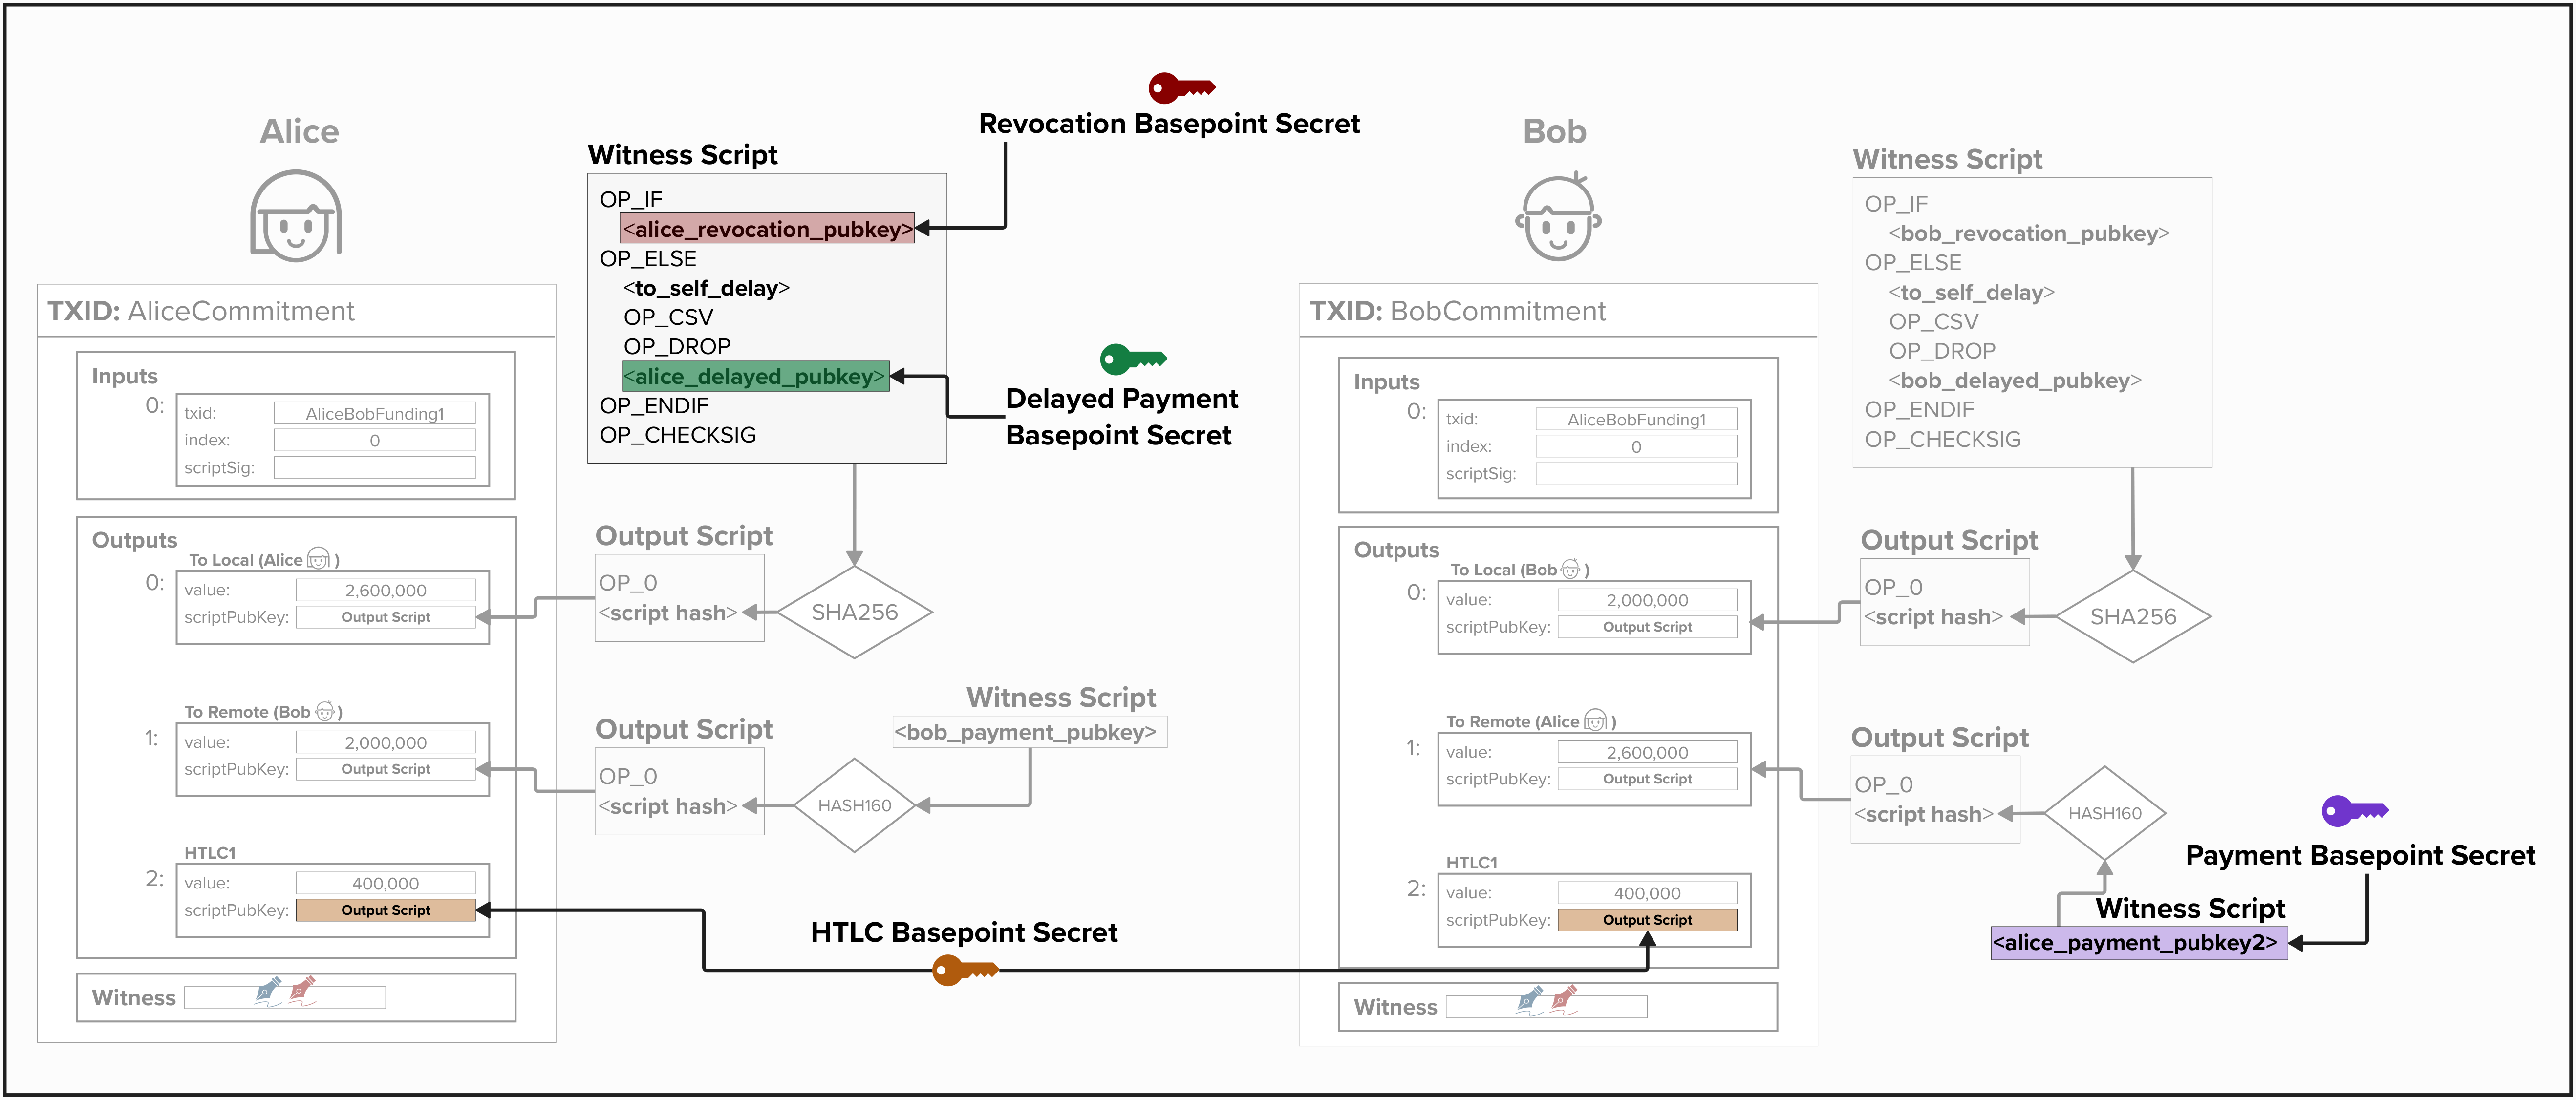 Alice
TXID: AliceCommitment
Inputs
0:
txid: AliceBobFunding1
index: 0
scriptSig:
Outputs
To Local (Alice )
0:
value: 2,600,000
scriptPubKey: Output Script
To Remote (Bob )
1:
value: 2,000,000
scriptPubKey: Output Script
HTLC1
2:
value: 400,000
scriptPubKey: Output Script
Witness
Revocation Basepoint Secret
Witness Script
OP_IF
<alice_revocation_pubkey>
OP_ELSE
<to_self_delay>
OP_CSV
OP_DROP
<alice_delayed_pubkey>
OP_ENDIF
OP_CHECKSIG
Delayed Payment
Basepoint Secret
Output Script
OP_0
<script hash>
SHA256
Witness Script
<bob_payment_pubkey>
Output Script
OP_0
<script hash>
HASH160
HTLC Basepoint Secret
Bob
TXID: BobCommitment
Inputs
0:
txid: AliceBobFunding1
index: 0
scriptSig:
Outputs
To Local (Bob )
0:
value: 2,000,000
scriptPubKey: Output Script
To Remote (Alice )
1:
value: 2,600,000
scriptPubKey: Output Script
HTLC1
2:
value: 400,000
scriptPubKey: Output Script
Witness
Witness Script
OP_IF
<bob_revocation_pubkey>
OP_ELSE
<to_self_delay>
OP_CSV
OP_DROP
<bob_delayed_pubkey>
OP_ENDIF
OP_CHECKSIG
Output Script
OP_0
<script hash>
SHA256
Output Script
OP_0
<script hash>
HASH160
Payment Basepoint Secret
Witness Script
<alice_payment_pubkey2>